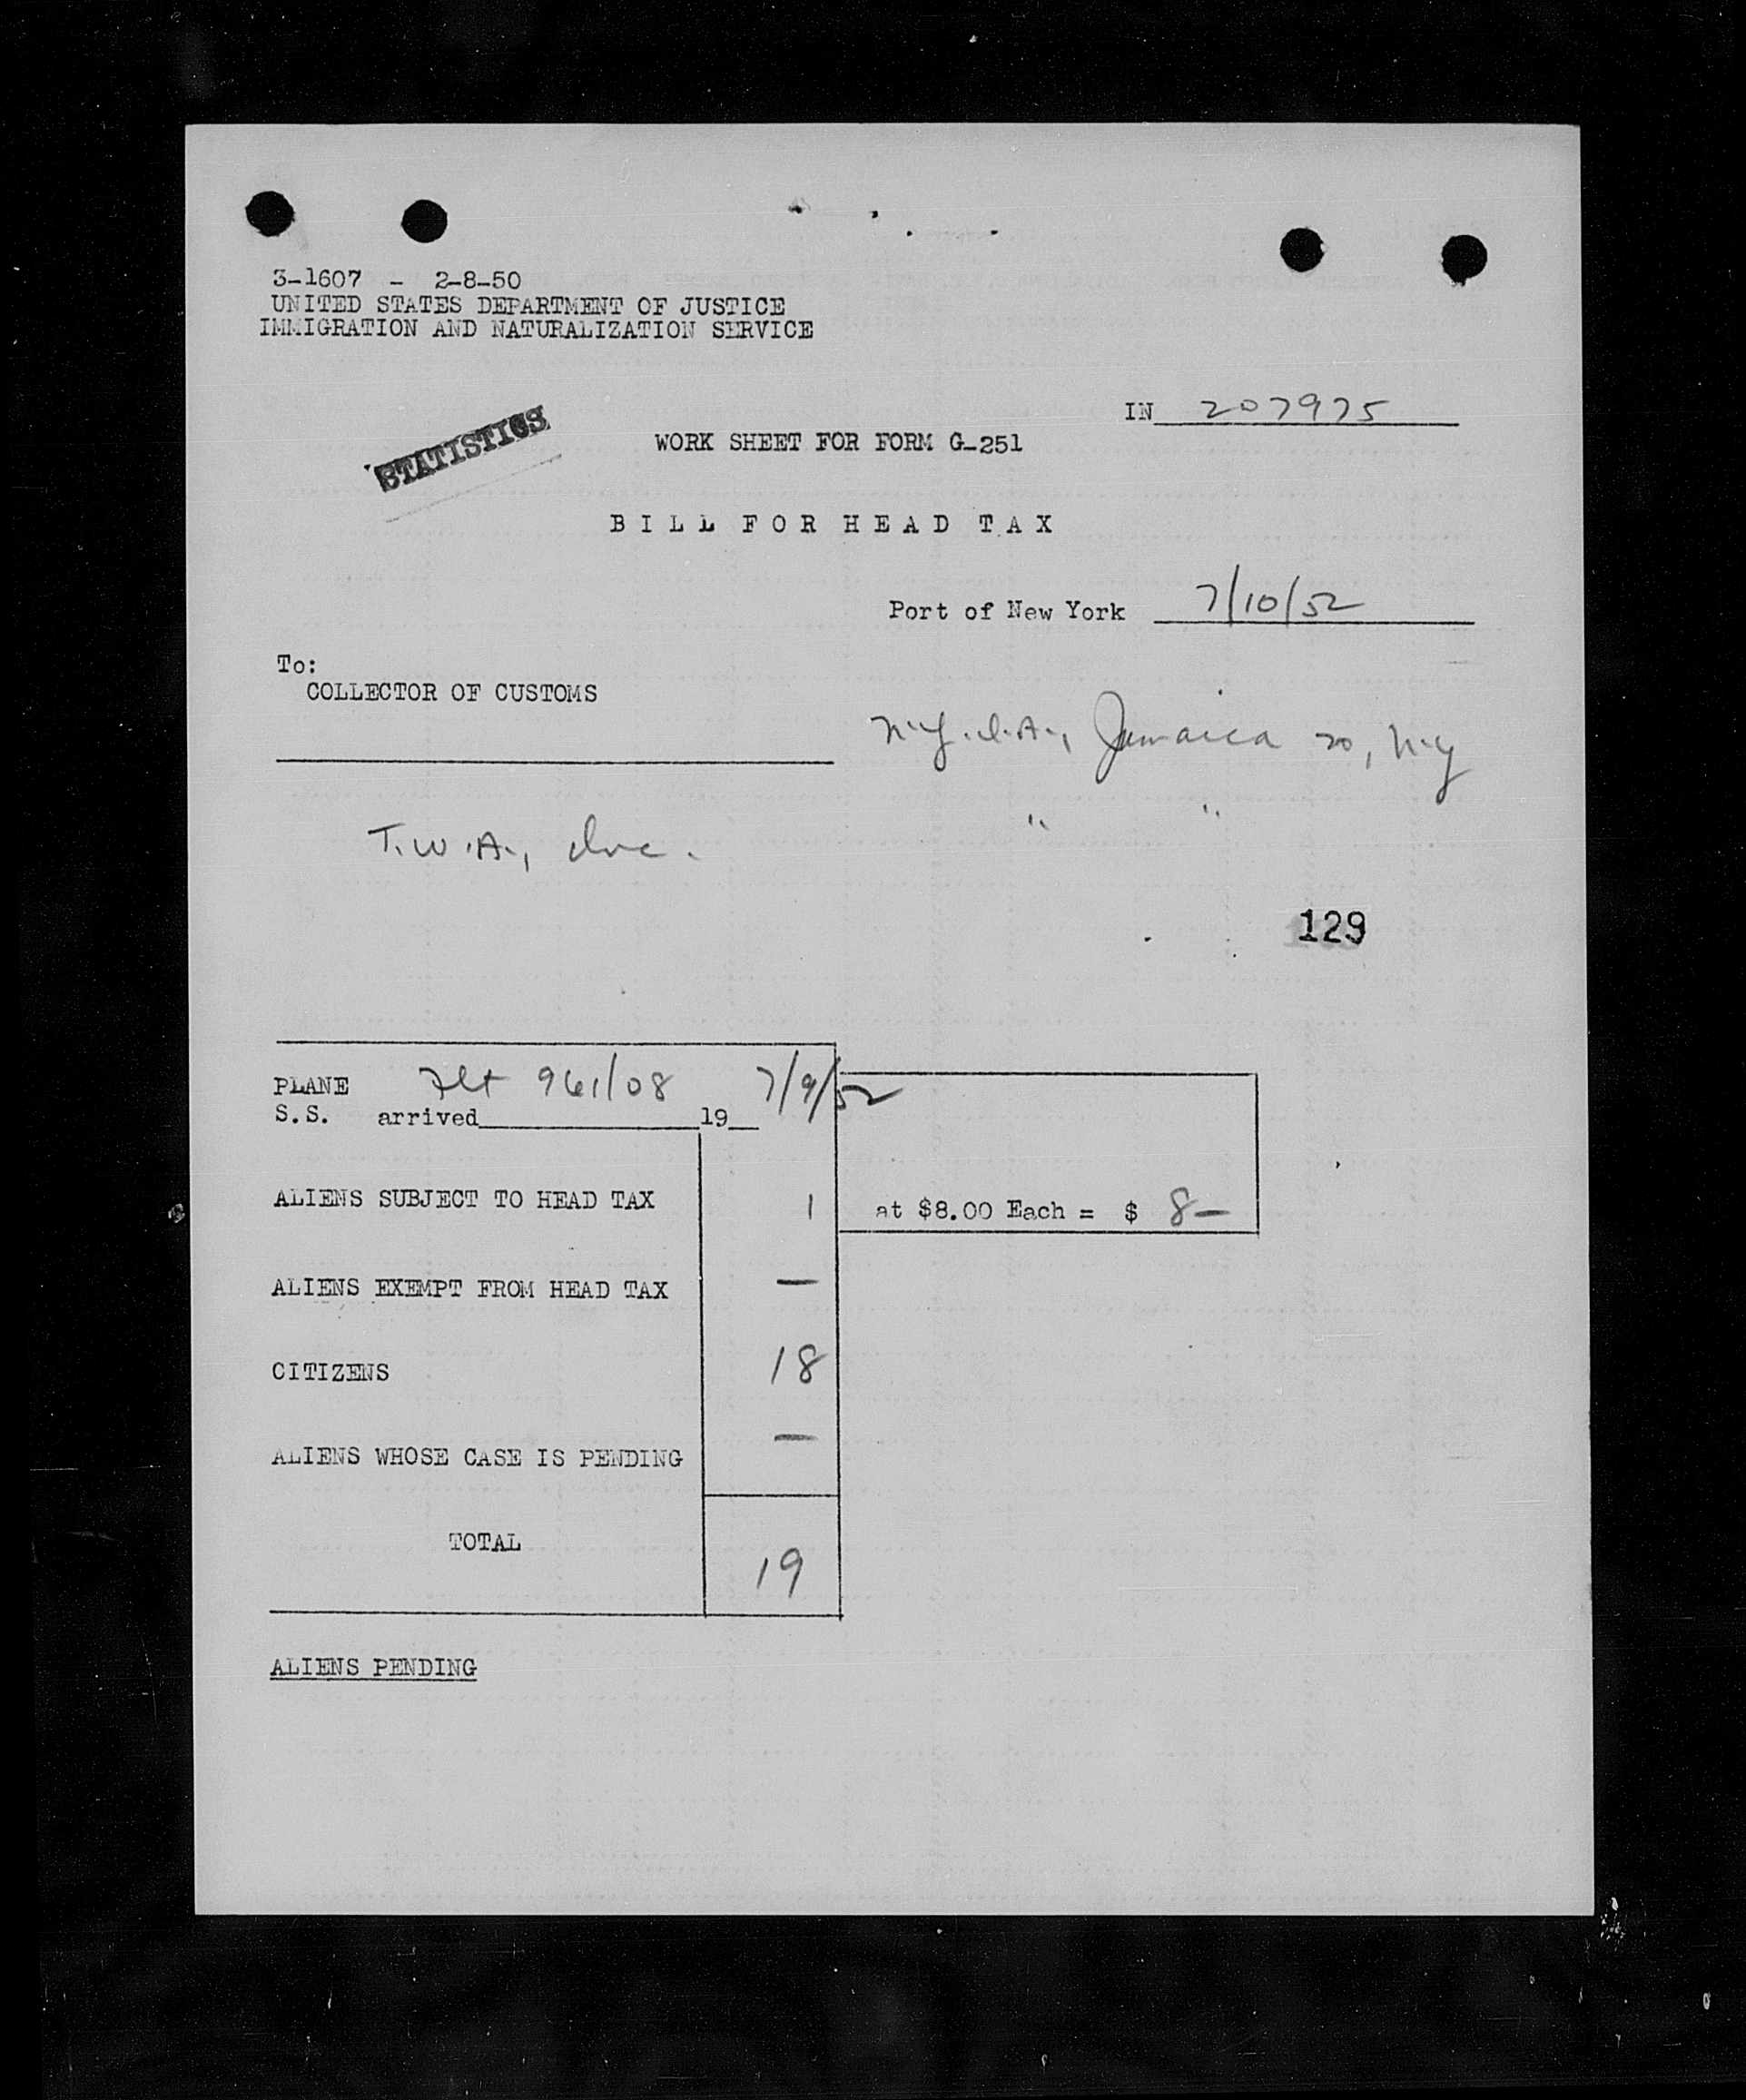 3-1607 - 2-8-50
UNITED STATES DEPARTMENT OF JUSTICE
IMMIGRATION AND NATURALIZATION SERVICE
IN 207975
STATISTICS
WORK SHEET FOR FORM G-251
BILL FOR HEAD TAX
Port of New York 7/10/52
To:
COLLECTOR OF CUSTOMS
N.Y.I.A., Jamaica 20, N.Y
" "
T.W.A., Inc.
129
PLANE Flt 961/08 7/9/52
S.S. arrived 19
ALIENS SUBJECT TO HEAD TAX 1 at $8.00 Each = $ 8 —
ALIENS EXEMPT FROM HEAD TAX —
CITIZENS 18
ALIENS WHOSE CASE IS PENDING —
TOTAL 19
ALIENS PENDING